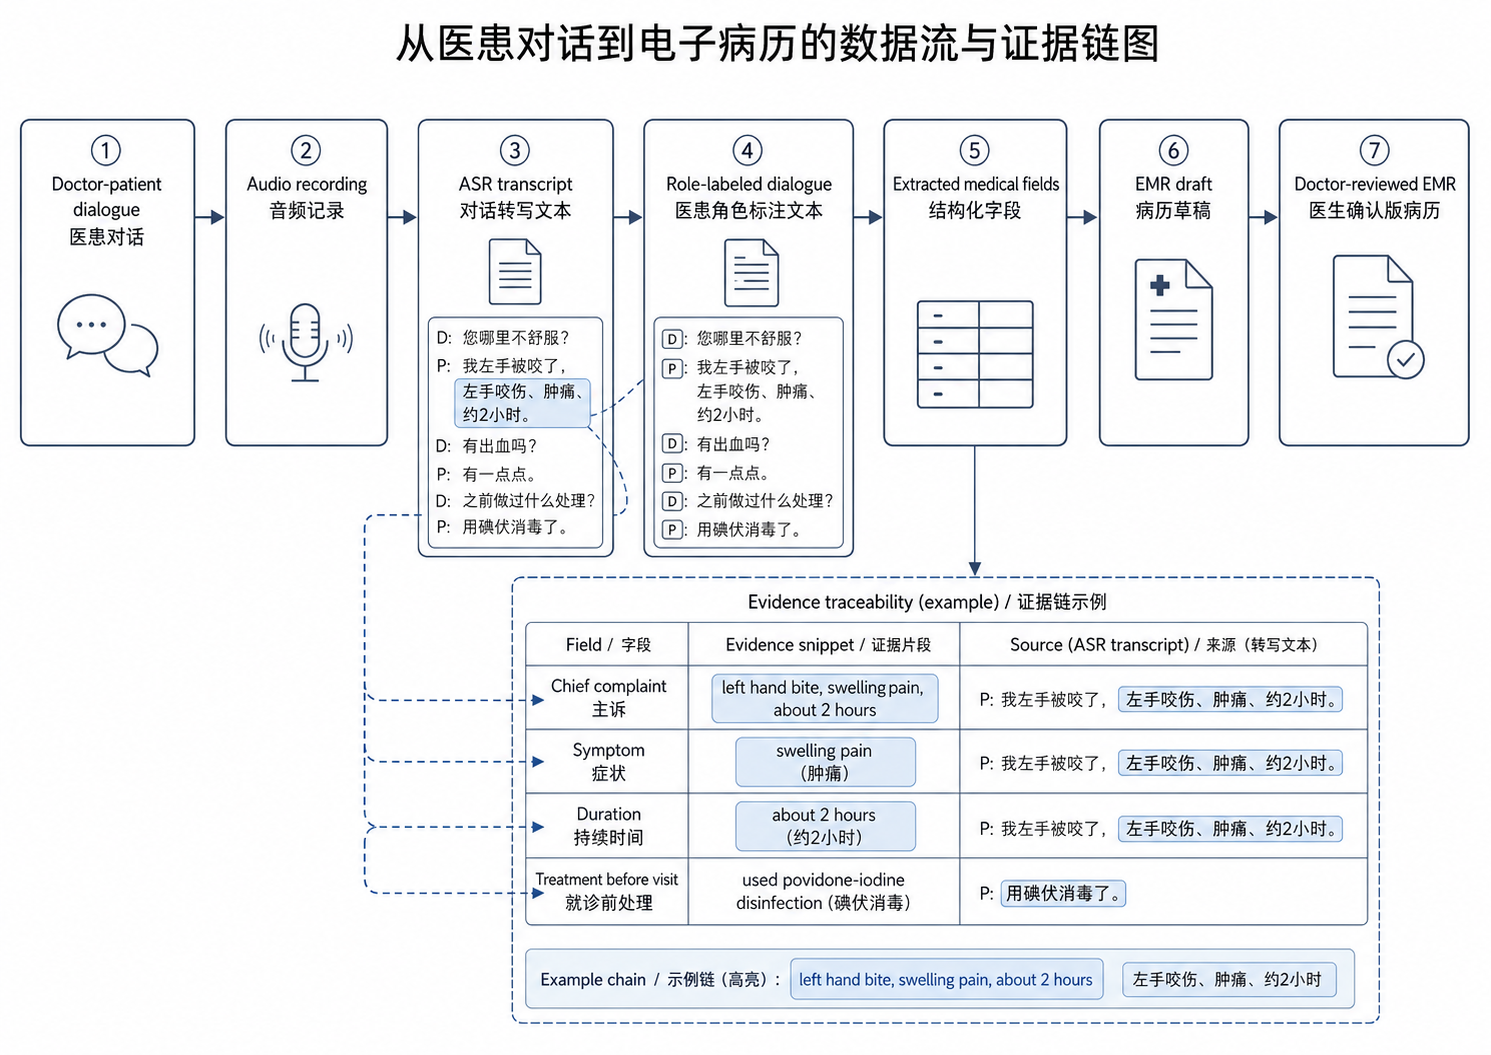 从医患对话到电子病历的数据流与证据链图
1
Doctor-patient
dialogue
医患对话
2
Audio recording
音频记录
3
ASR transcript
对话转写文本
D: 您哪里不舒服？
P: 我左手被咬了，
左手咬伤、肿痛、
约2小时。
D: 有出血吗？
P: 有一点点。
D: 之前做过什么处理？
P: 用碘伏消毒了。
4
Role-labeled dialogue
医患角色标注文本
D: 您哪里不舒服？
P: 我左手被咬了，
左手咬伤、肿痛、
约2小时。
D: 有出血吗？
P: 有一点点。
D: 之前做过什么处理？
P: 用碘伏消毒了。
5
Extracted medical fields
结构化字段
6
EMR draft
病历草稿
7
Doctor-reviewed EMR
医生确认版病历
Evidence traceability (example) / 证据链示例
Field / 字段
Evidence snippet / 证据片段
Source (ASR transcript) / 来源（转写文本）
Chief complaint
主诉
left hand bite, swelling pain,
about 2 hours
P: 我左手被咬了， 左手咬伤、肿痛、约2小时。
Symptom
症状
swelling pain
（肿痛）
P: 我左手被咬了， 左手咬伤、肿痛、约2小时。
Duration
持续时间
about 2 hours
（约2小时）
P: 我左手被咬了， 左手咬伤、肿痛、约2小时。
Treatment before visit
就诊前处理
used povidone-iodine
disinfection（碘伏消毒）
P: 用碘伏消毒了。
Example chain / 示例链（高亮）： left hand bite, swelling pain, about 2 hours 左手咬伤、肿痛、约2小时